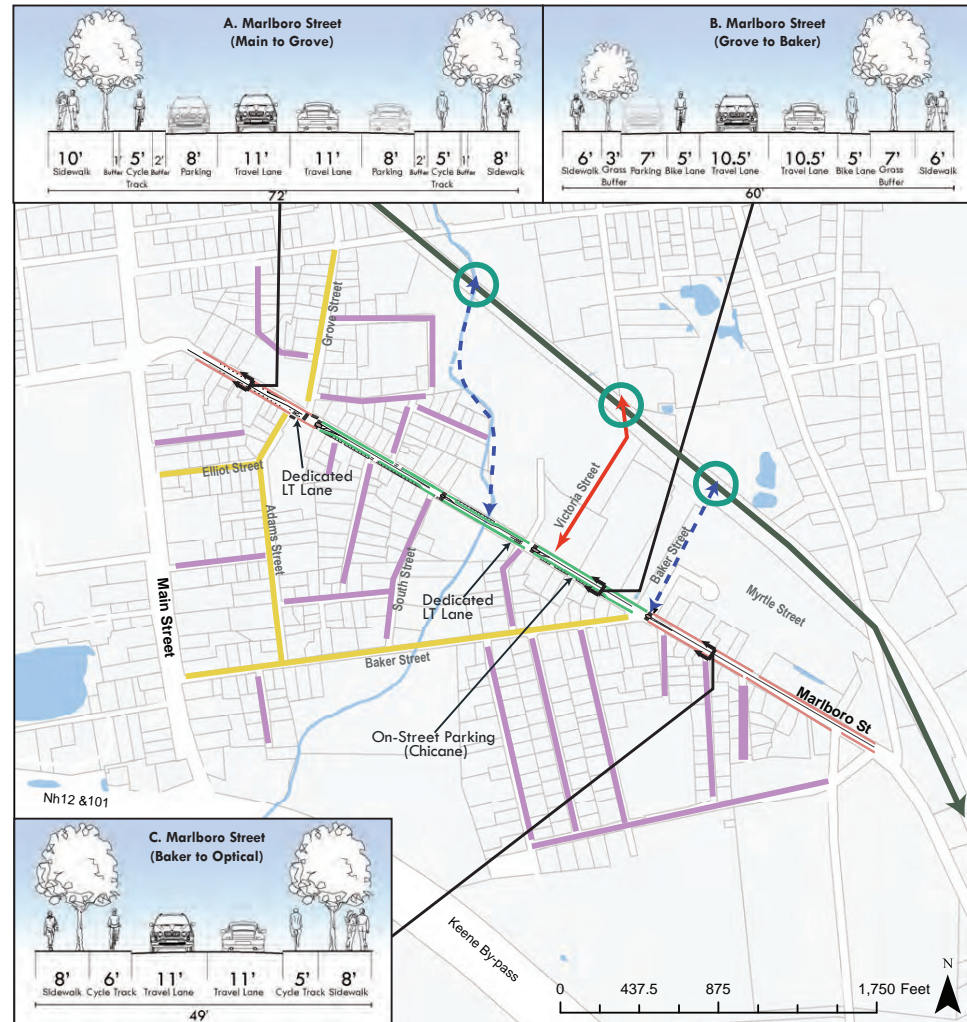 A. Marlboro Street
(Main to Grove)
10' 1' 5' 2' 8' 11' 11' 8' 2' 5' 1' 8'
Sidewalk Buffer Cycle Track Buffer Parking Travel Lane Travel Lane Parking Buffer Cycle Track Buffer Sidewalk
72'
B. Marlboro Street
(Grove to Baker)
6' 3' 7' 5' 10.5' 10.5' 5' 7' 6'
Sidewalk Grass Buffer Parking Bike Lane Travel Lane Travel Lane Bike Lane Grass Buffer Sidewalk
60'
Grove Street
Elliot Street
Dedicated
LT Lane
Adams Street
Victoria Street
Main Street
South Street
Dedicated
LT Lane
Baker Street
Myrtle Street
Baker Street
Marlboro St
On-Street Parking
(Chicane)
Nh12 &101
Keene By-pass
C. Marlboro Street
(Baker to Optical)
8' 6' 11' 11' 5' 8'
Sidewalk Cycle Track Travel Lane Travel Lane Cycle Track Sidewalk
49'
N
0 437.5 875 1,750 Feet